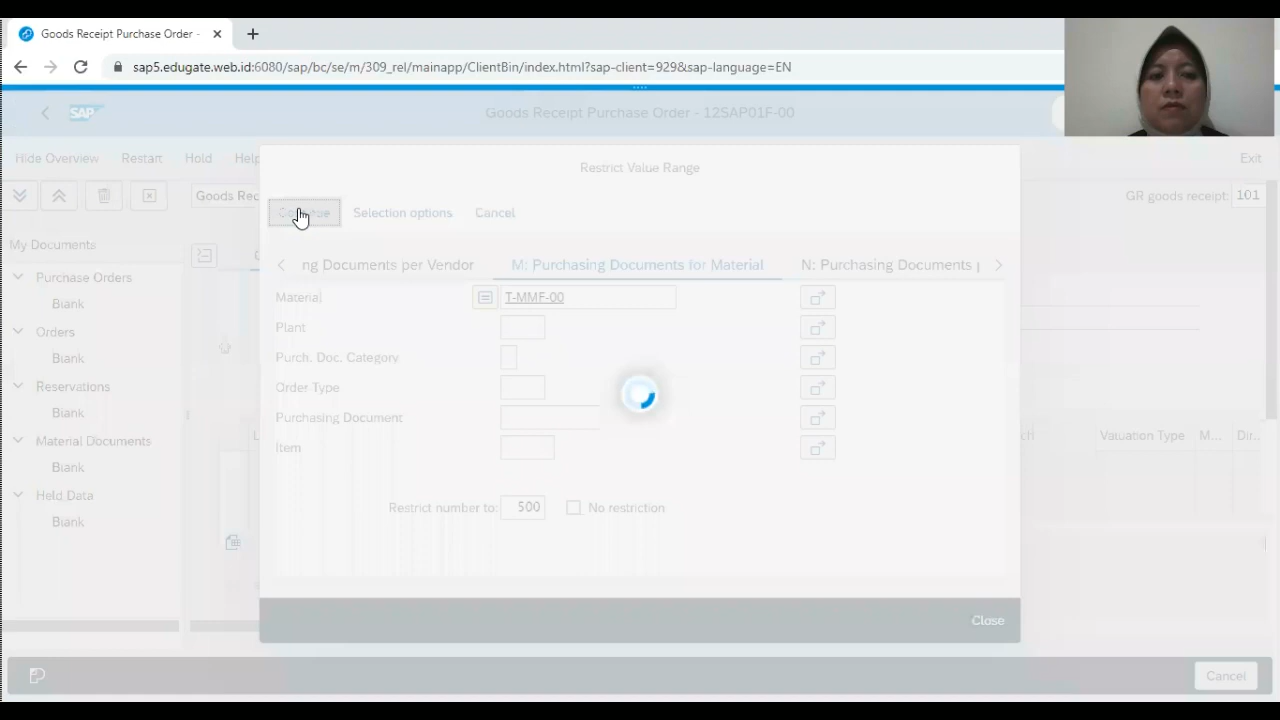 Goods Receipt Purchase Order -
sap5.edugate.web.id:6080/sap/bc/se/m/309_rel/mainapp/ClientBin/index.html?sap-client=929&sap-language=EN
SAP
Goods Receipt Purchase Order - 12SAP01F-00
Hide Overview Restart Hold Help Exit
Restrict Value Range
Goods Rec GR goods receipt: 101
Continue Selection options Cancel
My Documents
ng Documents per Vendor M: Purchasing Documents for Material N: Purchasing Documents
Purchase Orders
Blank
Orders
Blank
Reservations
Blank
Material Documents
Blank
Held Data
Blank
Material T-MMF-00
Plant
Purch. Doc. Category
Order Type
Purchasing Document
Item
Valuation Type M... Dir...
Restrict number to: 500 No restriction
Close
Cancel